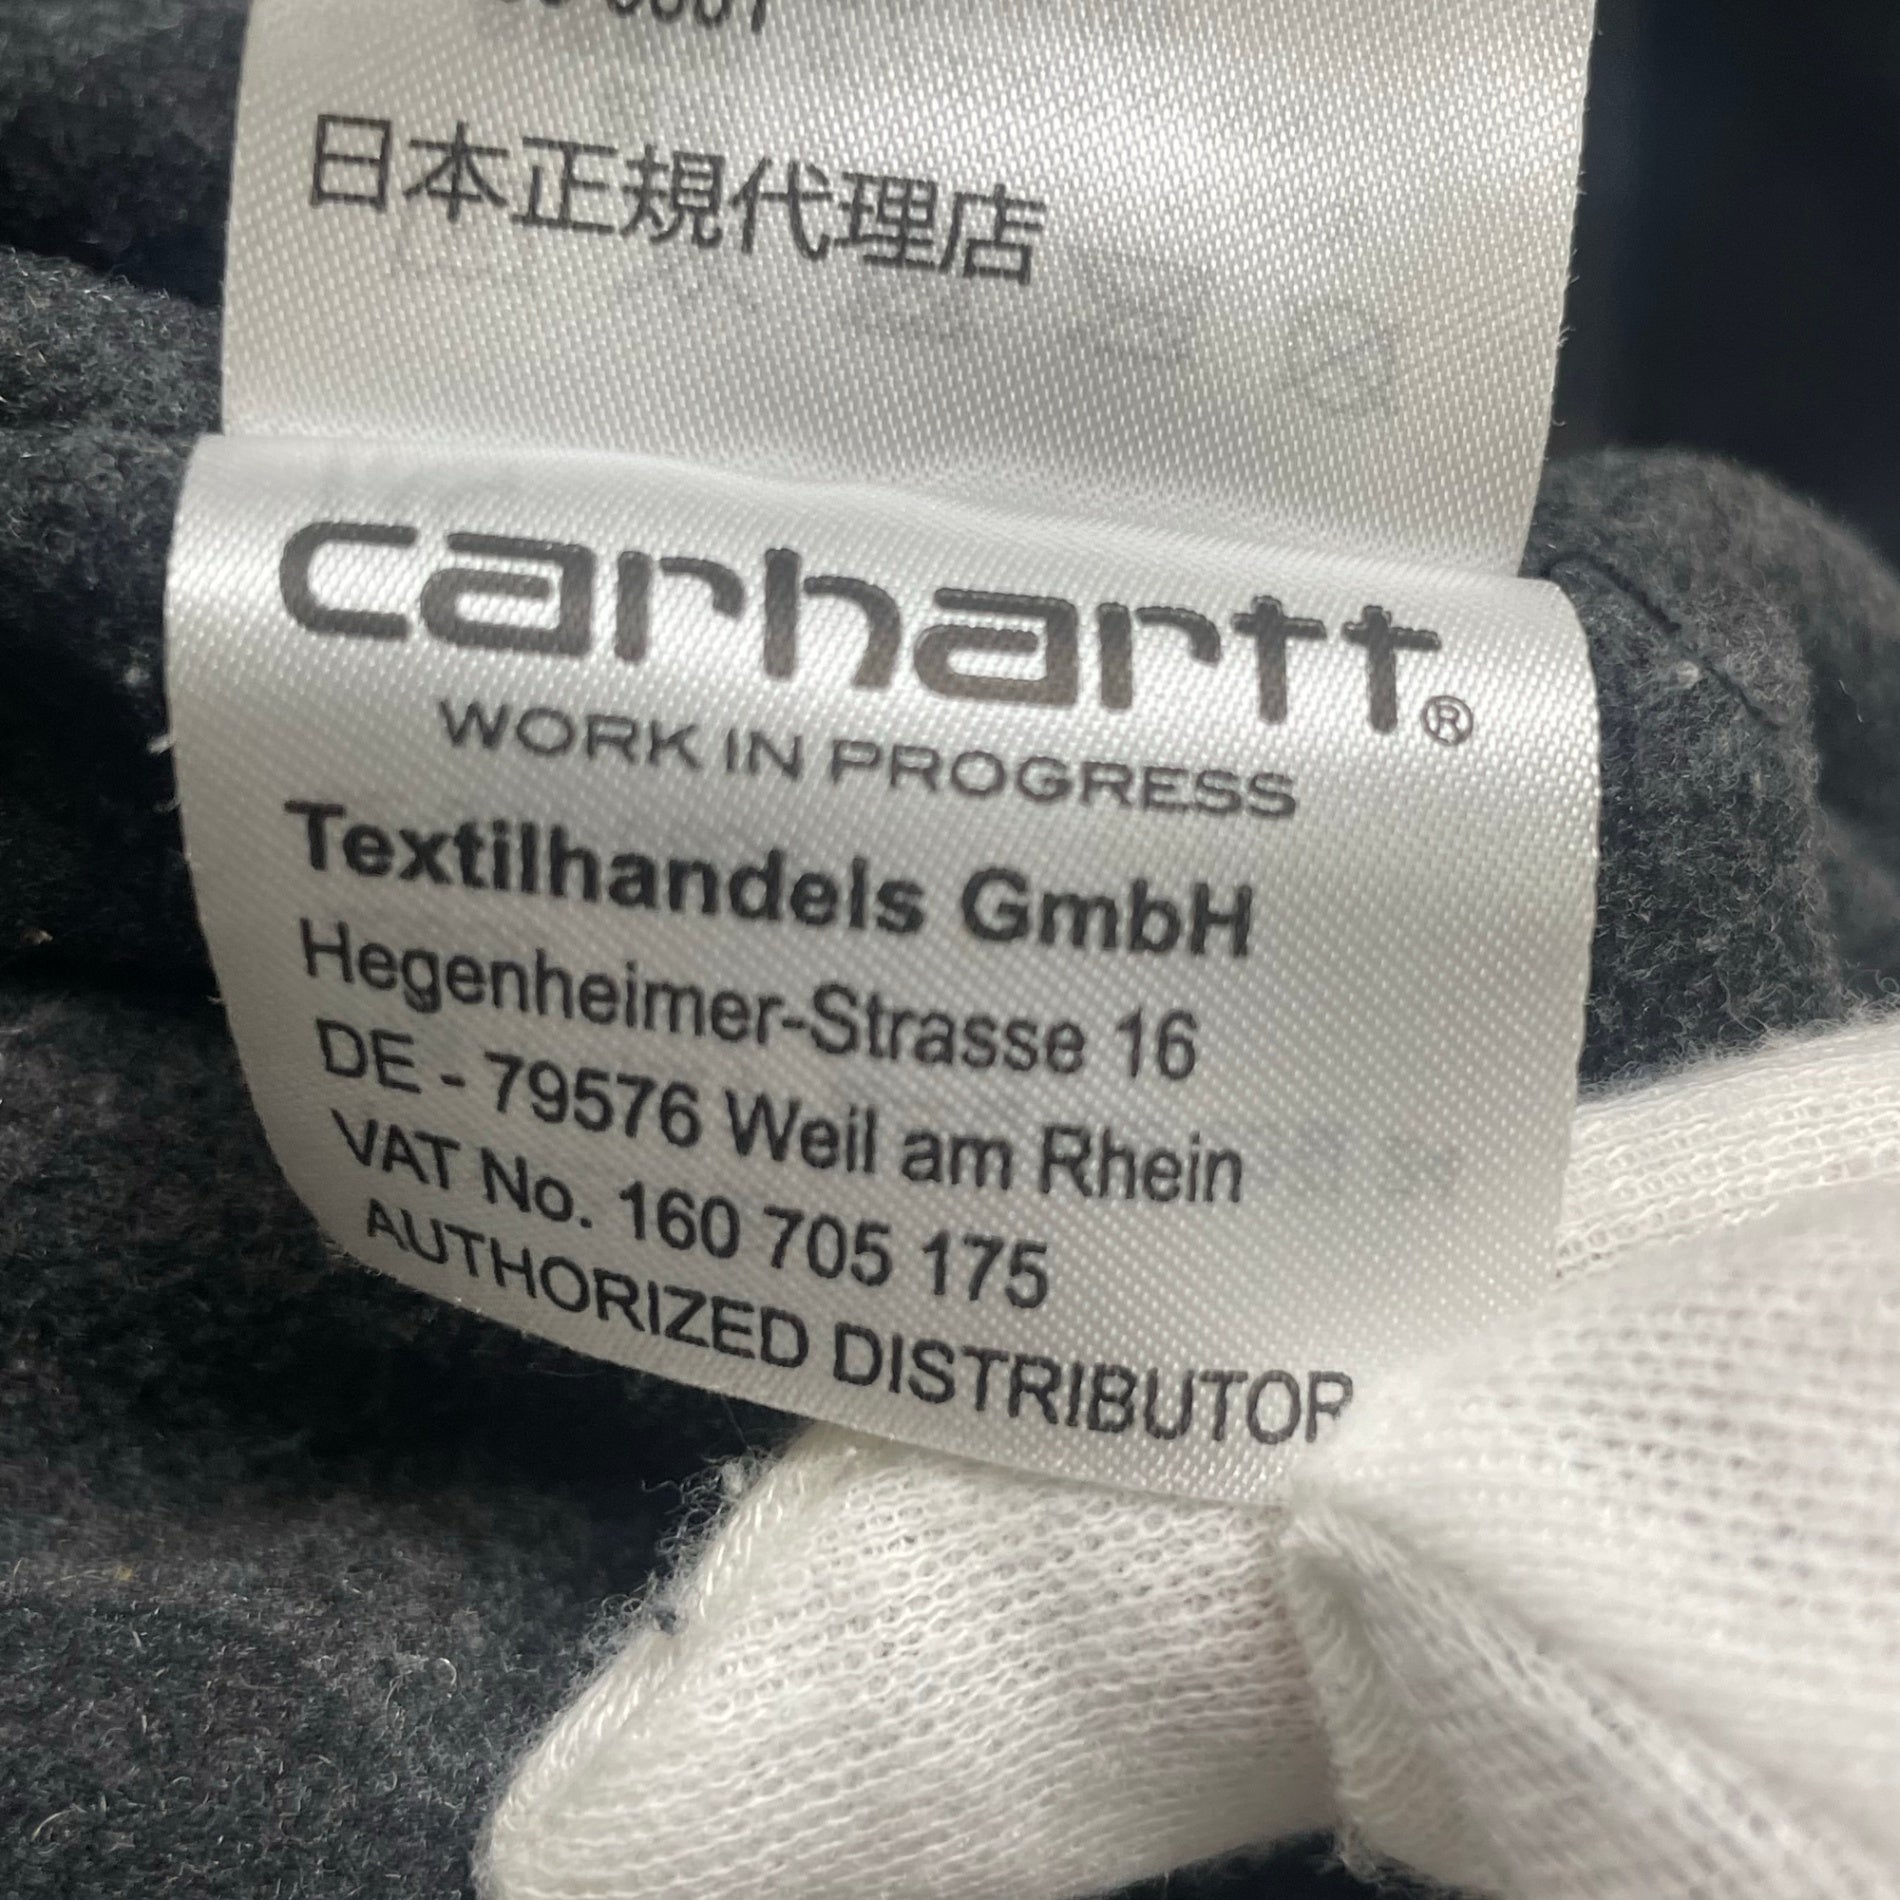 日本正規代理店
carhartt®
WORK IN PROGRESS
Textilhandels GmbH
Hegenheimer-Strasse 16
DE - 79576 Weil am Rhein
VAT No. 160 705 175
AUTHORIZED DISTRIBUTOR